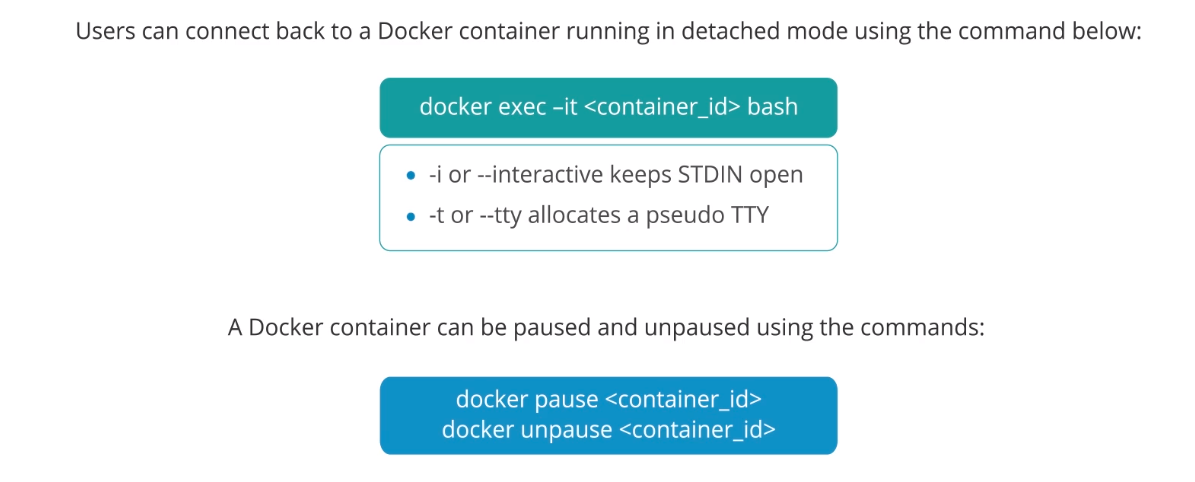 Users can connect back to a Docker container running in detached mode using the command below:
docker exec –it <container_id> bash
• -i or --interactive keeps STDIN open
• -t or --tty allocates a pseudo TTY
A Docker container can be paused and unpaused using the commands:
docker pause <container_id>
docker unpause <container_id>